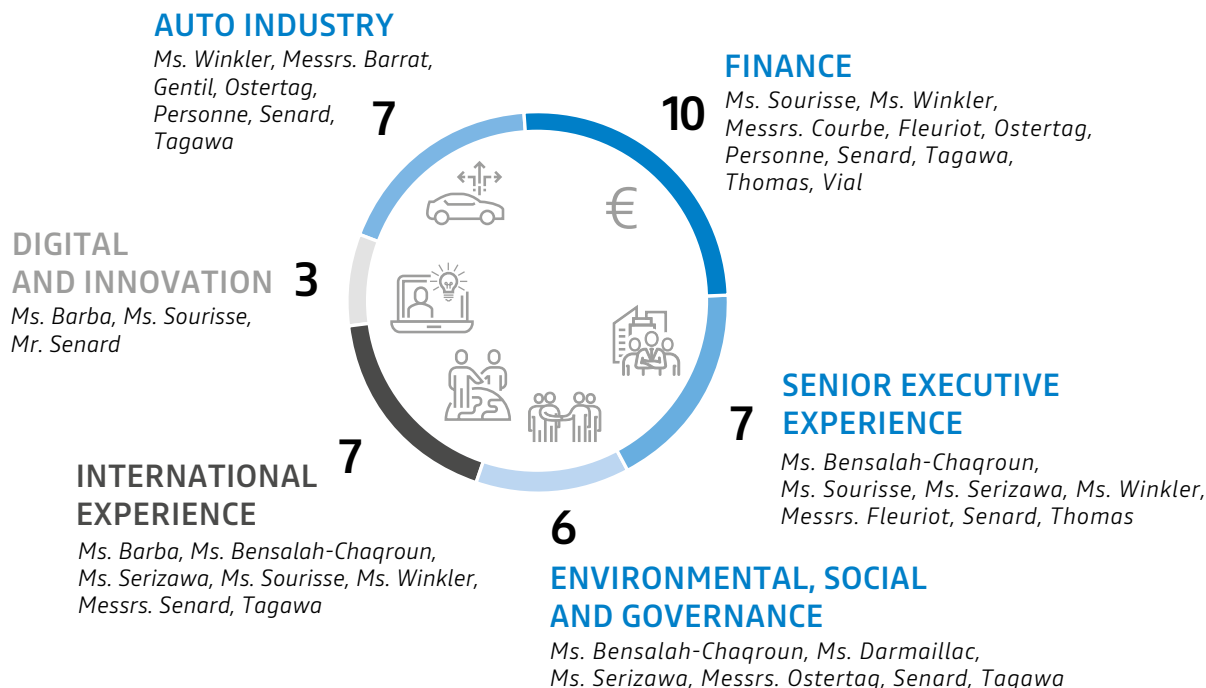 AUTO INDUSTRY
Ms. Winkler, Messrs. Barrat,
Gentil, Ostertag,
Personne, Senard,
Tagawa
7
FINANCE
10
Ms. Sourisse, Ms. Winkler,
Messrs. Courbe, Fleuriot, Ostertag,
Personne, Senard, Tagawa,
Thomas, Vial
€
DIGITAL
AND INNOVATION
3
Ms. Barba, Ms. Sourisse,
Mr. Senard
SENIOR EXECUTIVE
EXPERIENCE
7
Ms. Bensalah-Chaqroun,
Ms. Sourisse, Ms. Serizawa, Ms. Winkler,
Messrs. Fleuriot, Senard, Thomas
INTERNATIONAL
EXPERIENCE
7
Ms. Barba, Ms. Bensalah-Chaqroun,
Ms. Serizawa, Ms. Sourisse, Ms. Winkler,
Messrs. Senard, Tagawa
6
ENVIRONMENTAL, SOCIAL
AND GOVERNANCE
Ms. Bensalah-Chaqroun, Ms. Darmaillac,
Ms. Serizawa, Messrs. Ostertag, Senard, Tagawa